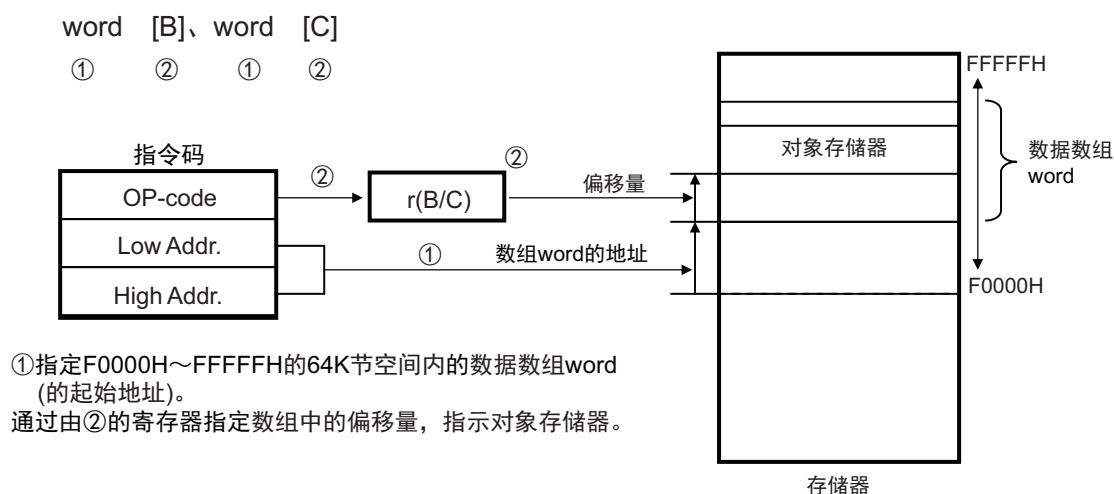 word [B]、word [C]
① ② ① ②
指令码
OP-code
Low Addr.
High Addr.
②
r(B/C)
②
偏移量
①
数组word的地址
FFFFFH
对象存储器
数据数组
word
F0000H
存储器
①指定F0000H～FFFFFH的64K节空间内的数据数组word
(的起始地址)。
通过由②的寄存器指定数组中的偏移量，指示对象存储器。